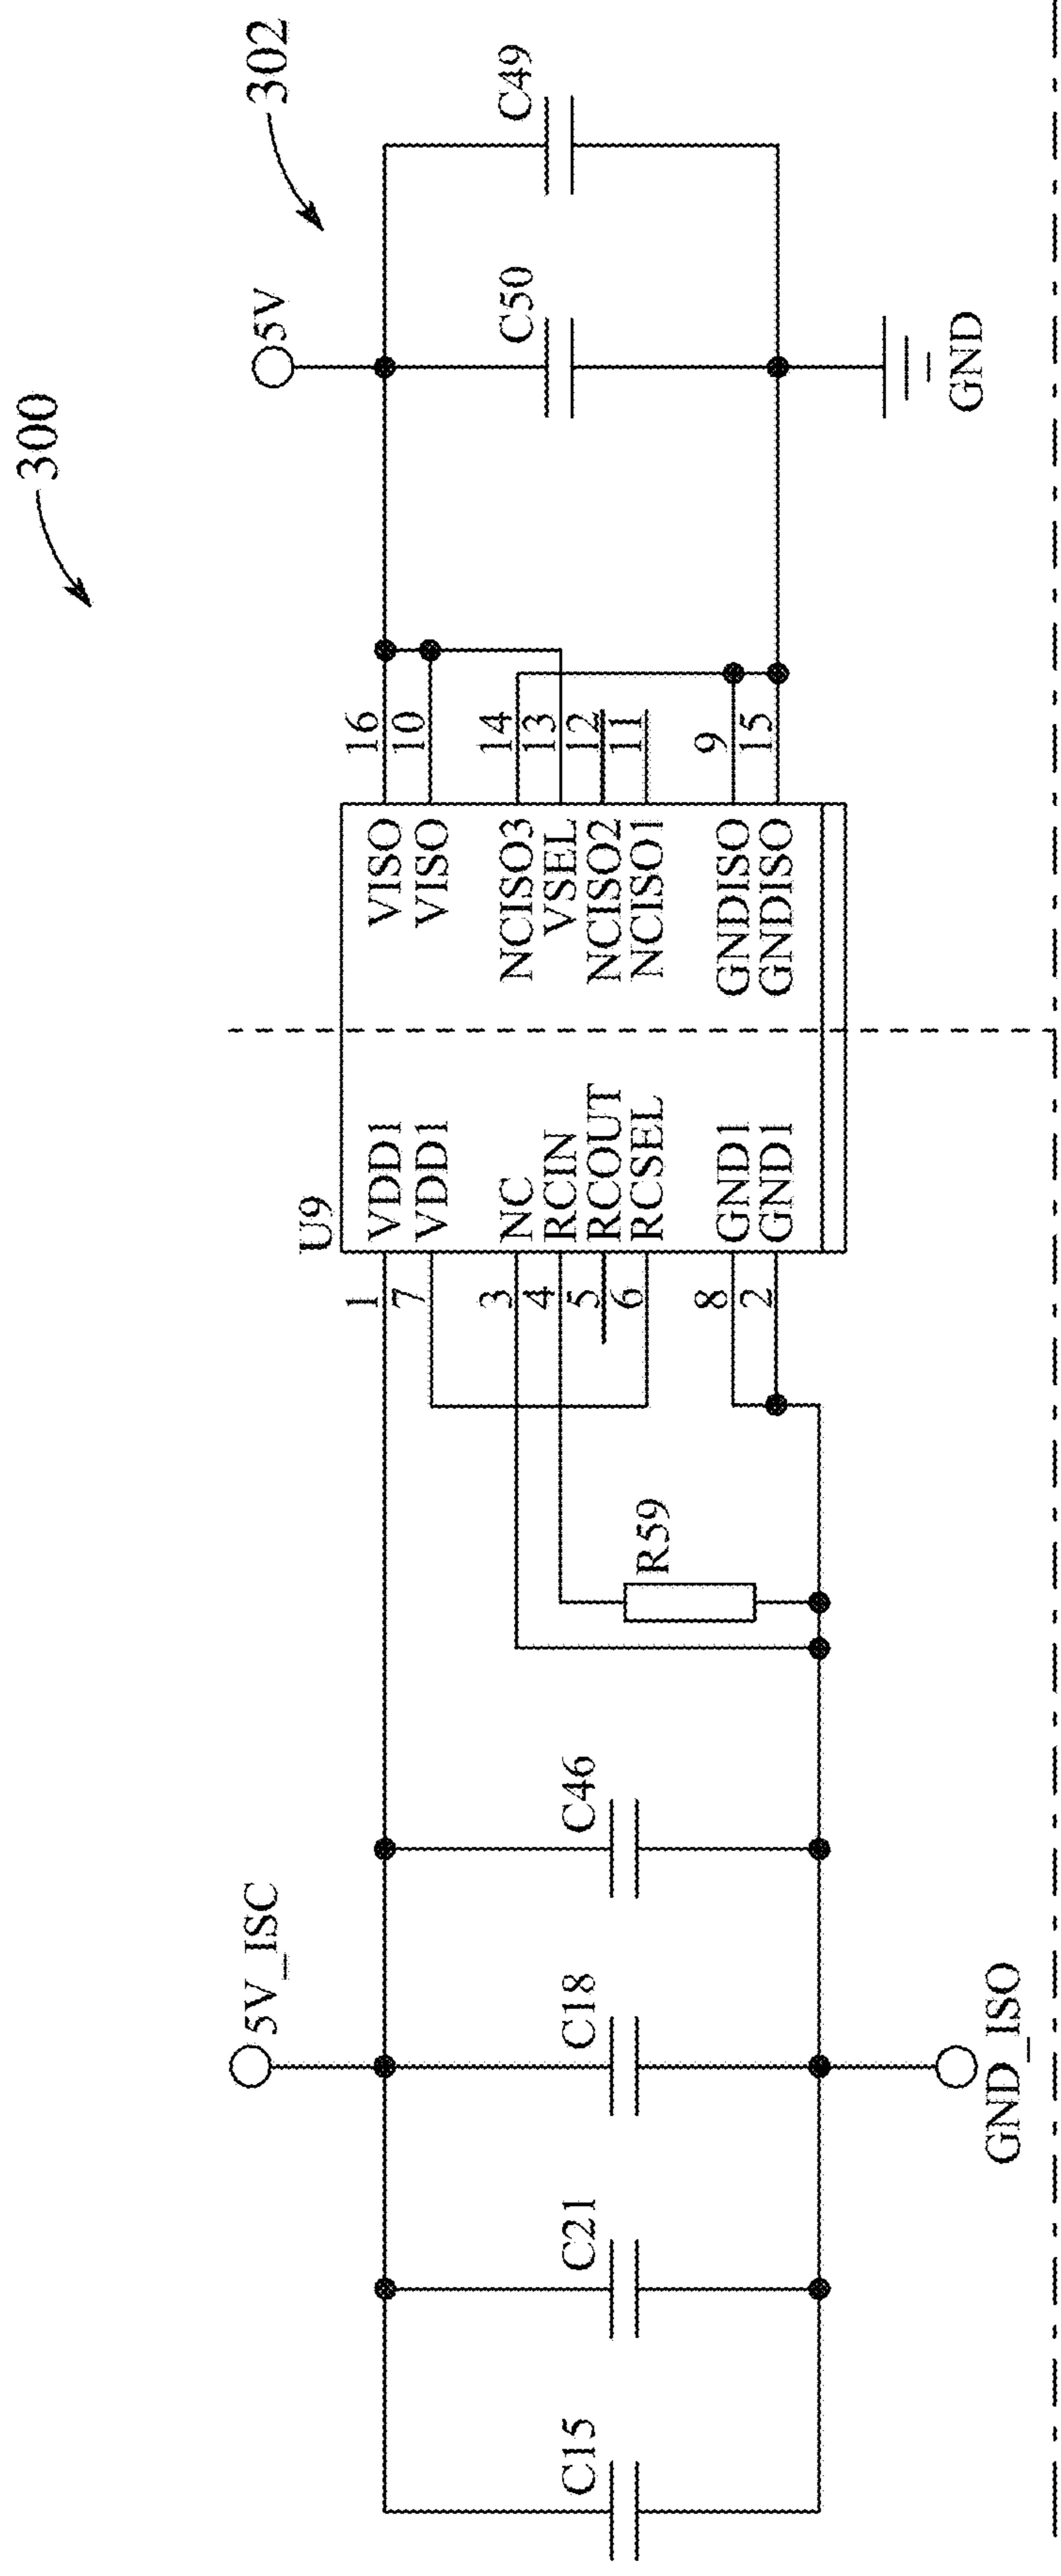 300
302
5V_ISC
5V
U9
C15
C21
C18
C46
R59
C50
C49
1 VDD1
7 VDD1
3 NC
4 RCIN
5 RCOUT
6 RCSEL
8 GND1
2 GND1
VISO 16
VISO 10
NCISO3 14
VSEL 13
NCISO2 12
NCISO1 11
GNDISO 9
GNDISO 15
GND_ISO
GND